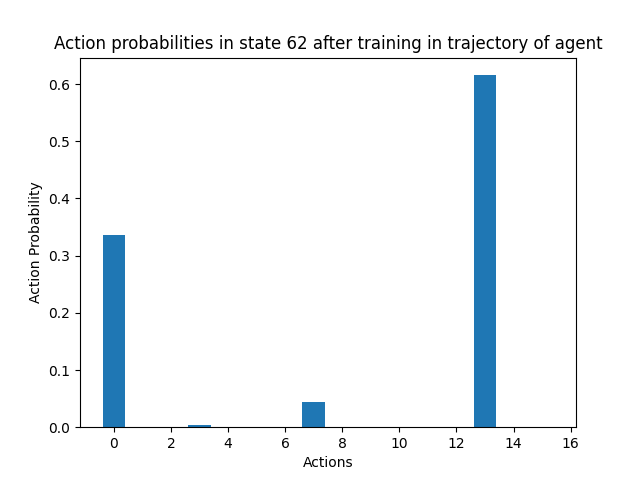 Action probabilities in state 62 after training in trajectory of agent
Action Probability
0.6
0.5
0.4
0.3
0.2
0.1
0.0
0 2 4 6 8 10 12 14 16
Actions